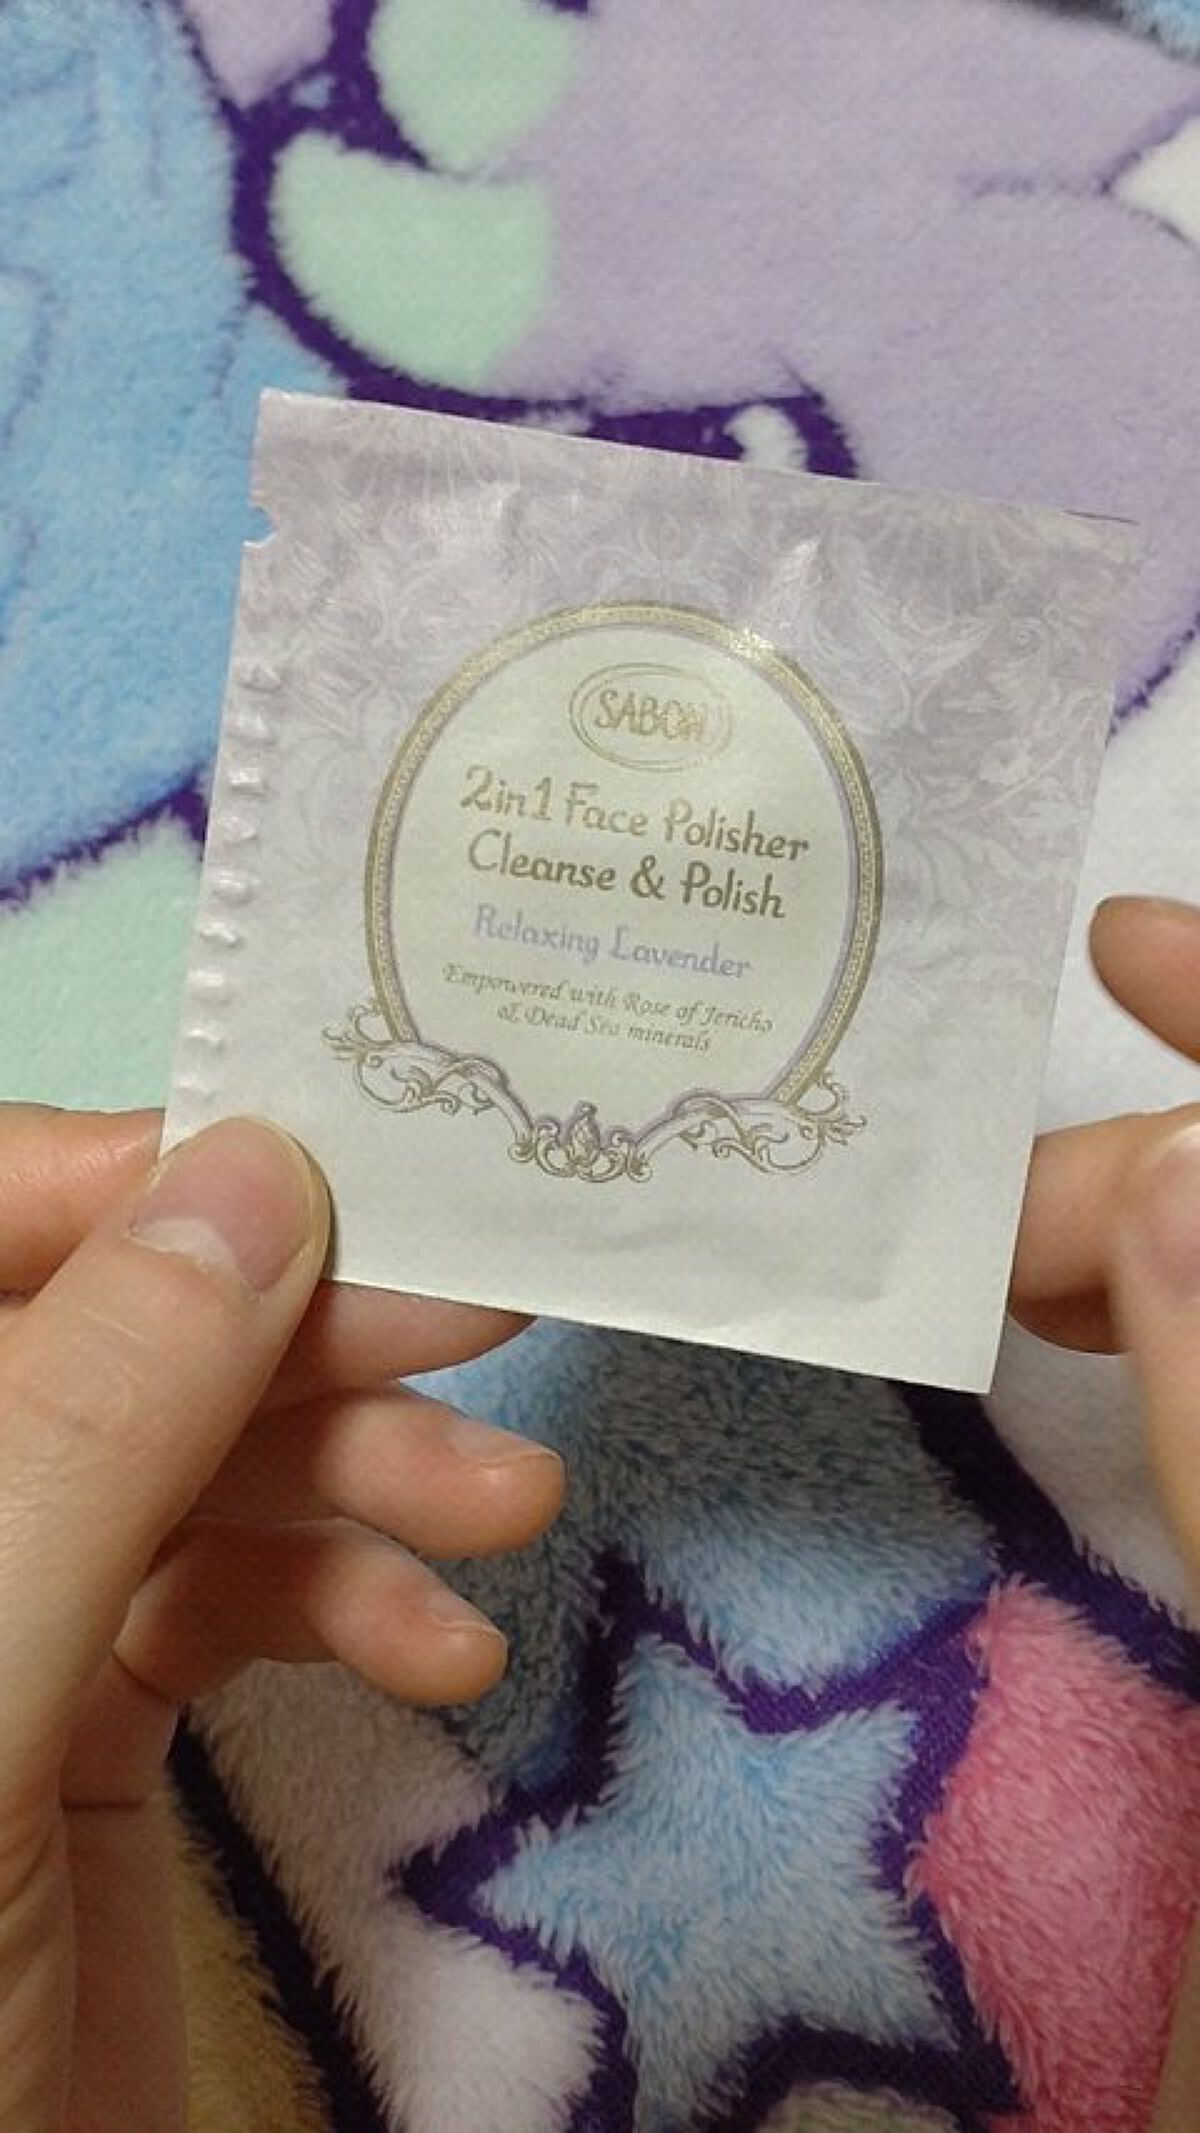 SABON
2in1 Face Polisher
Cleanse & Polish
Relaxing Lavender
Empowered with Rose of Jericho
& Dead Sea minerals